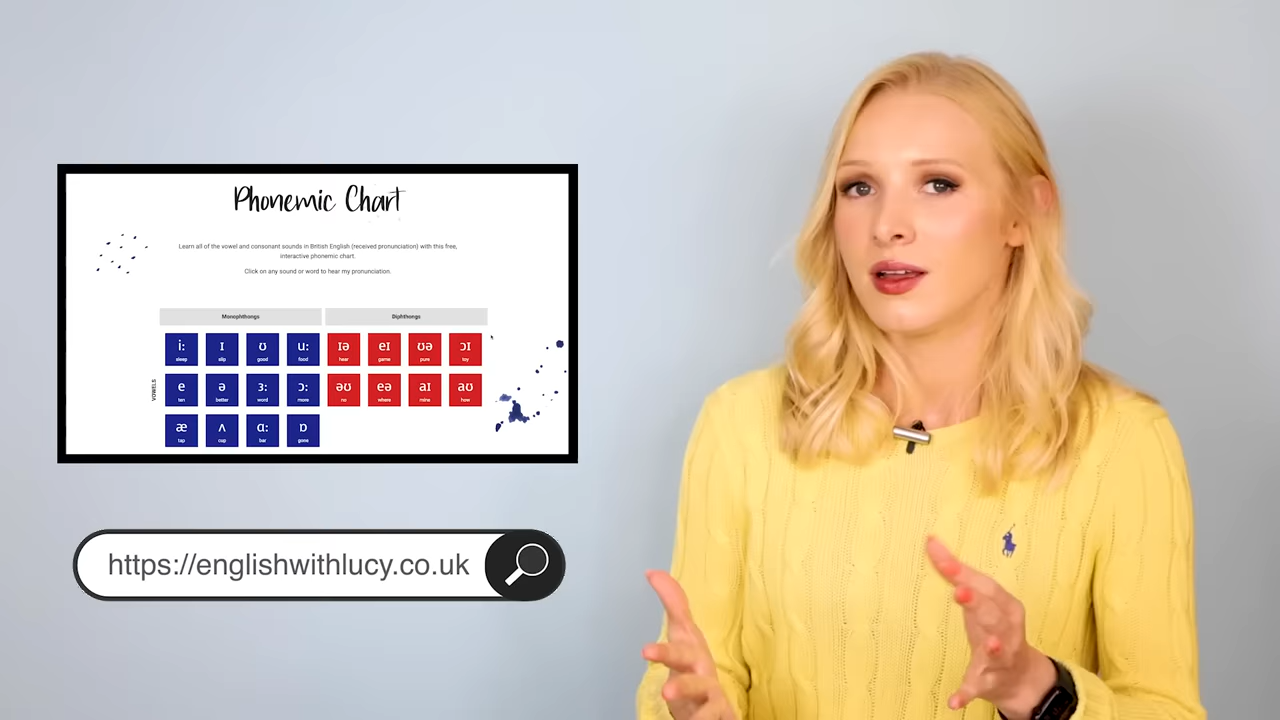 Phonemic Chart
Learn all of the vowel and consonant sounds in British English (received pronunciation) with this free,
interactive phonemic chart.
Click on any sound or word to hear my pronunciation.
Monophthongs Diphthongs
iː ɪ ʊ uː ɪə eɪ ʊə ɔɪ
sleep slip good food hear game pure toy
VOWELS
e ə ɜː ɔː əʊ eə aɪ aʊ
ten better word more no where mine how
æ ʌ ɑː ɒ
tap cup bar gone
https://englishwithlucy.co.uk